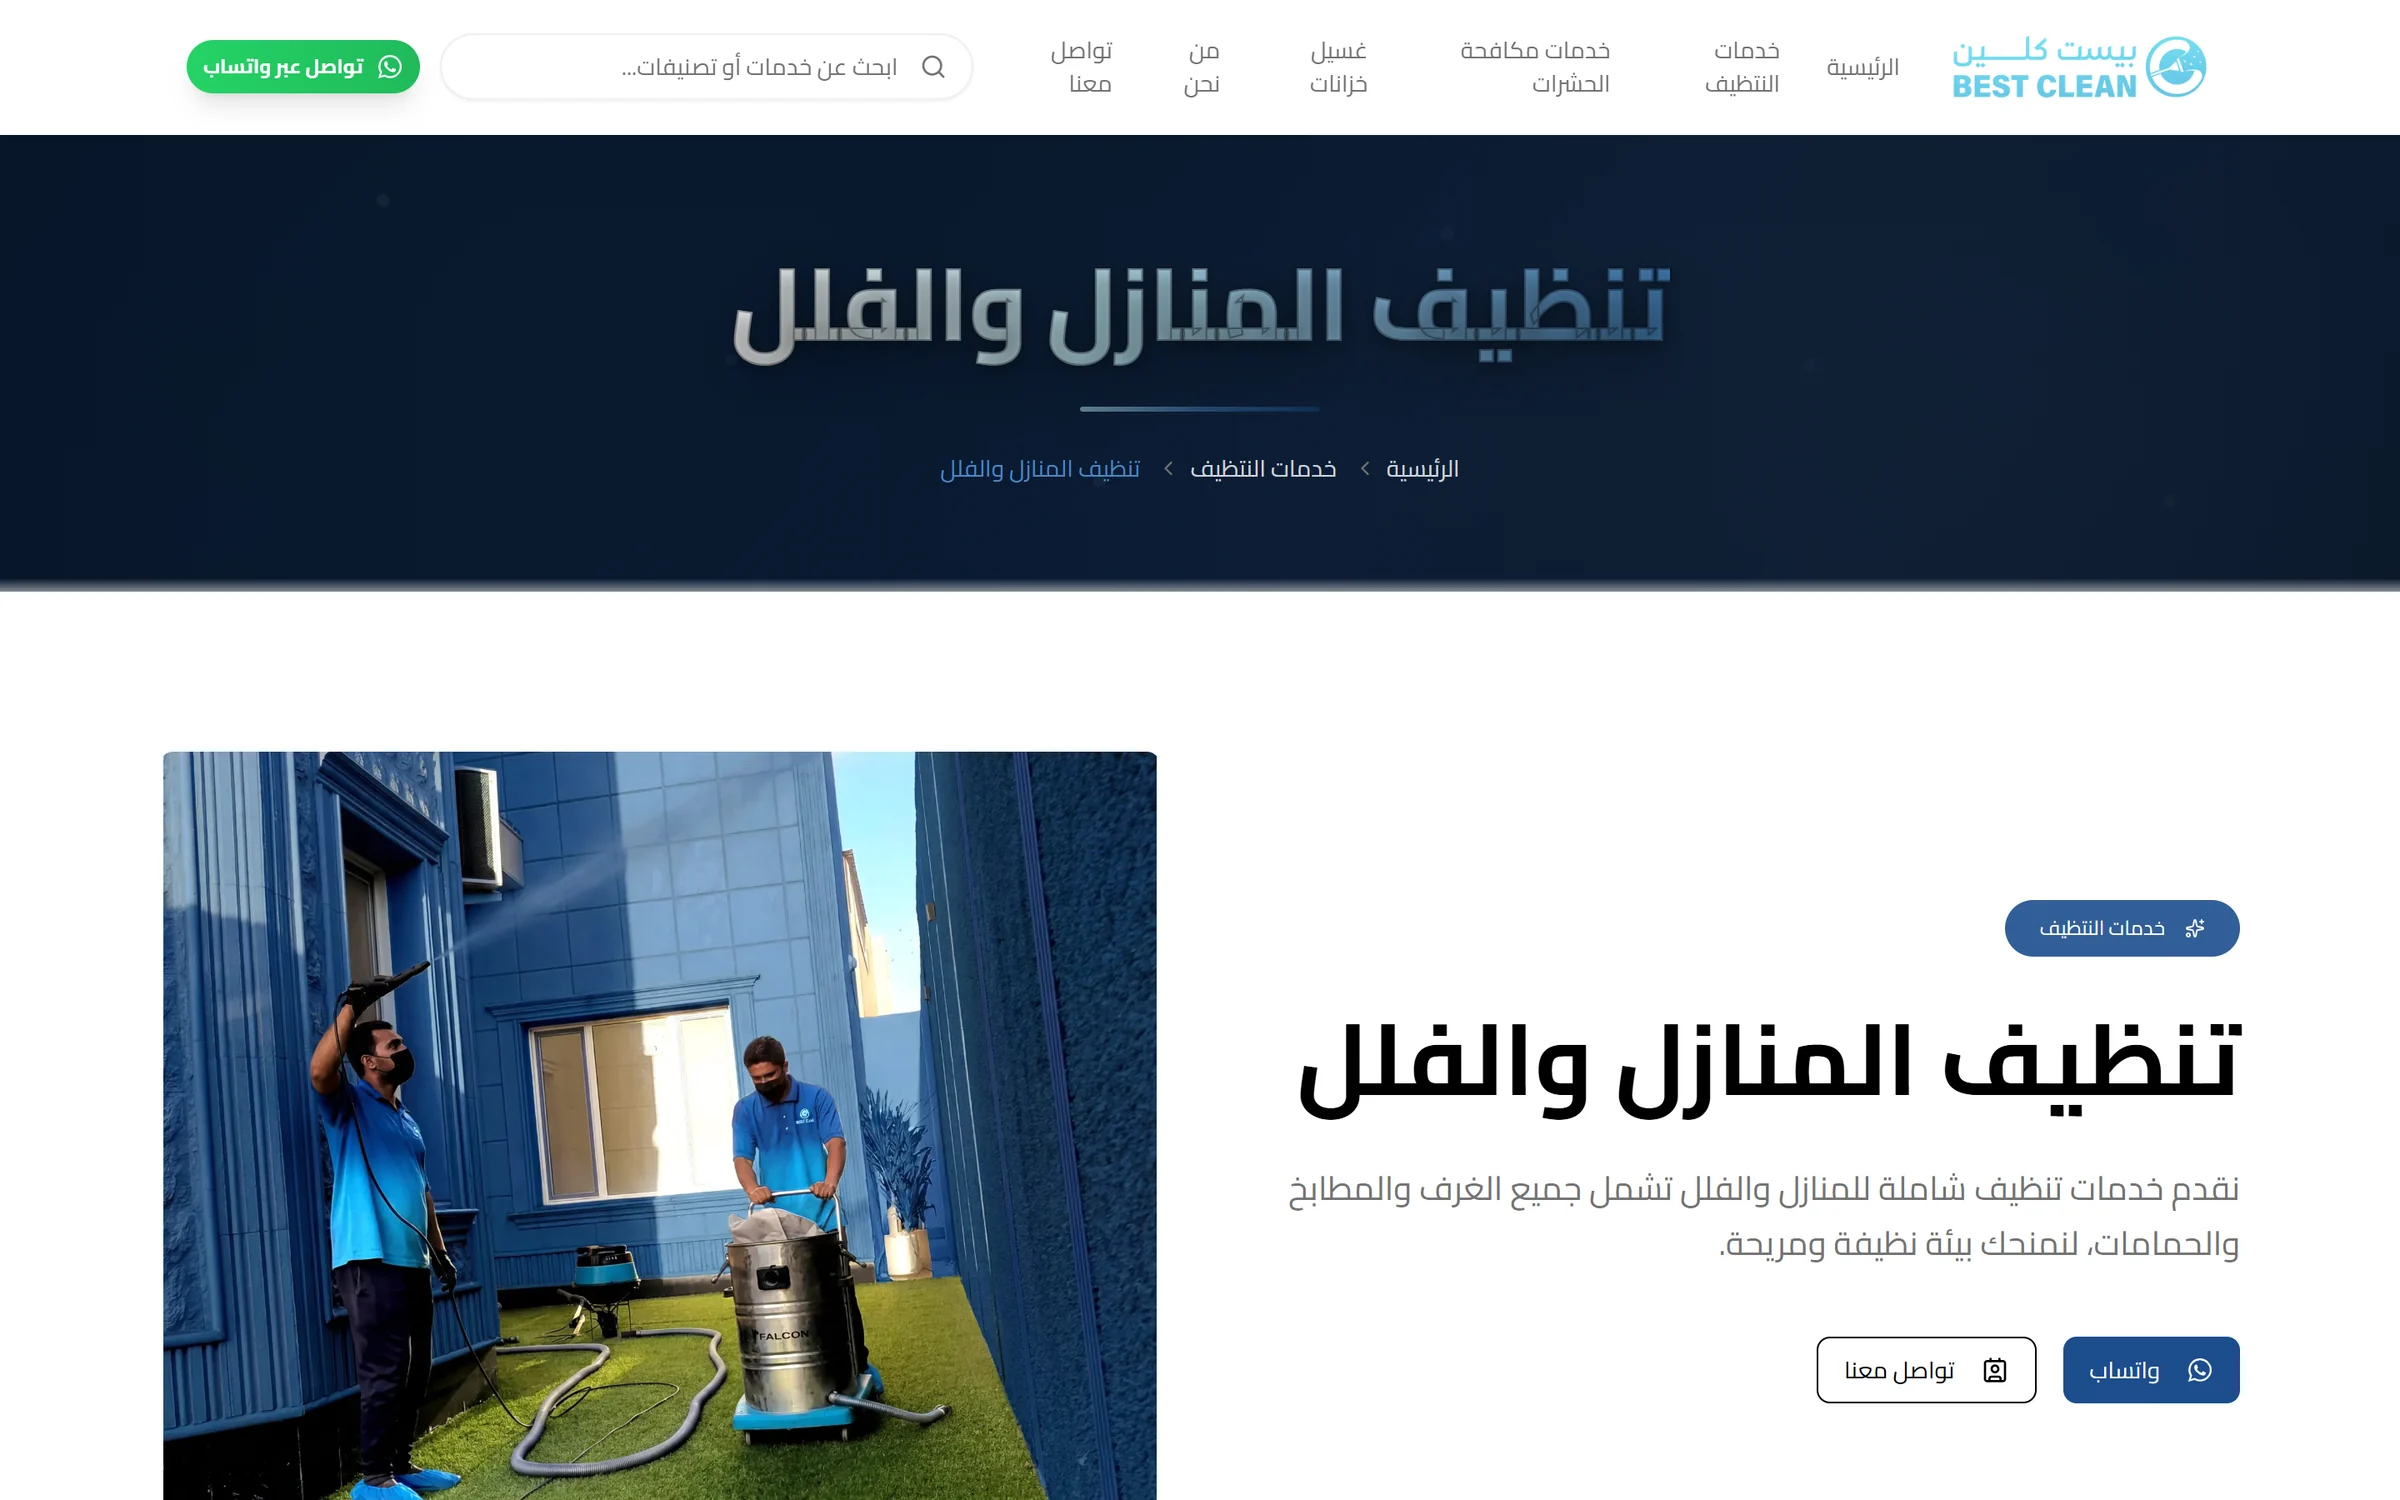 بيست كلـــين
BEST CLEAN
الرئيسية
خدمات
التنظيف
خدمات مكافحة
الحشرات
غسيل
خزانات
من
نحن
تواصل
معنا
ابحث عن خدمات أو تصنيفات...
تواصل عبر واتساب
تنظيف المنازل والفلل
الرئيسية
خدمات التنظيف
تنظيف المنازل والفلل
خدمات التنظيف
تنظيف المنازل والفلل
نقدم خدمات تنظيف شاملة للمنازل والفلل تشمل جميع الغرف والمطابخ
والحمامات، لنمنحك بيئة نظيفة ومريحة.
واتساب
تواصل معنا
FALCON